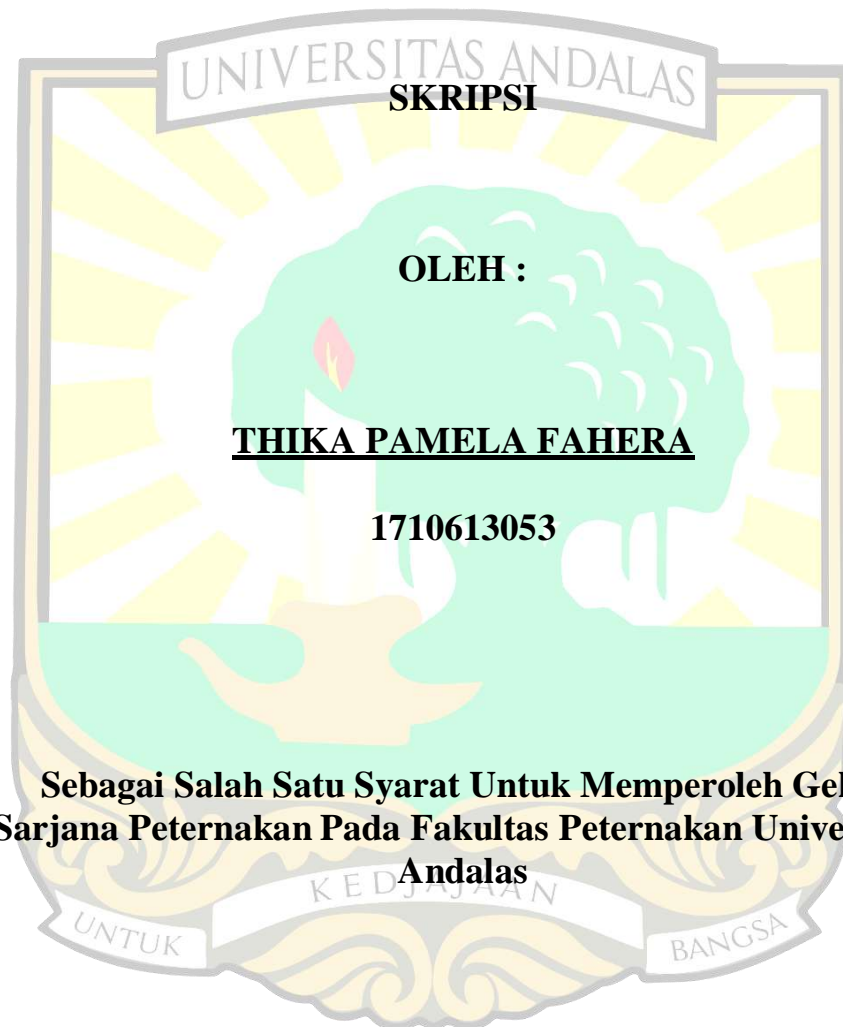 UNIVERSITAS ANDALAS
SKRIPSI
OLEH :
THIKA PAMELA FAHERA
1710613053
Sebagai Salah Satu Syarat Untuk Memperoleh Gel
Sarjana Peternakan Pada Fakultas Peternakan Unive
Andalas
KEDJAJAAN
UNTUK
BANGSA